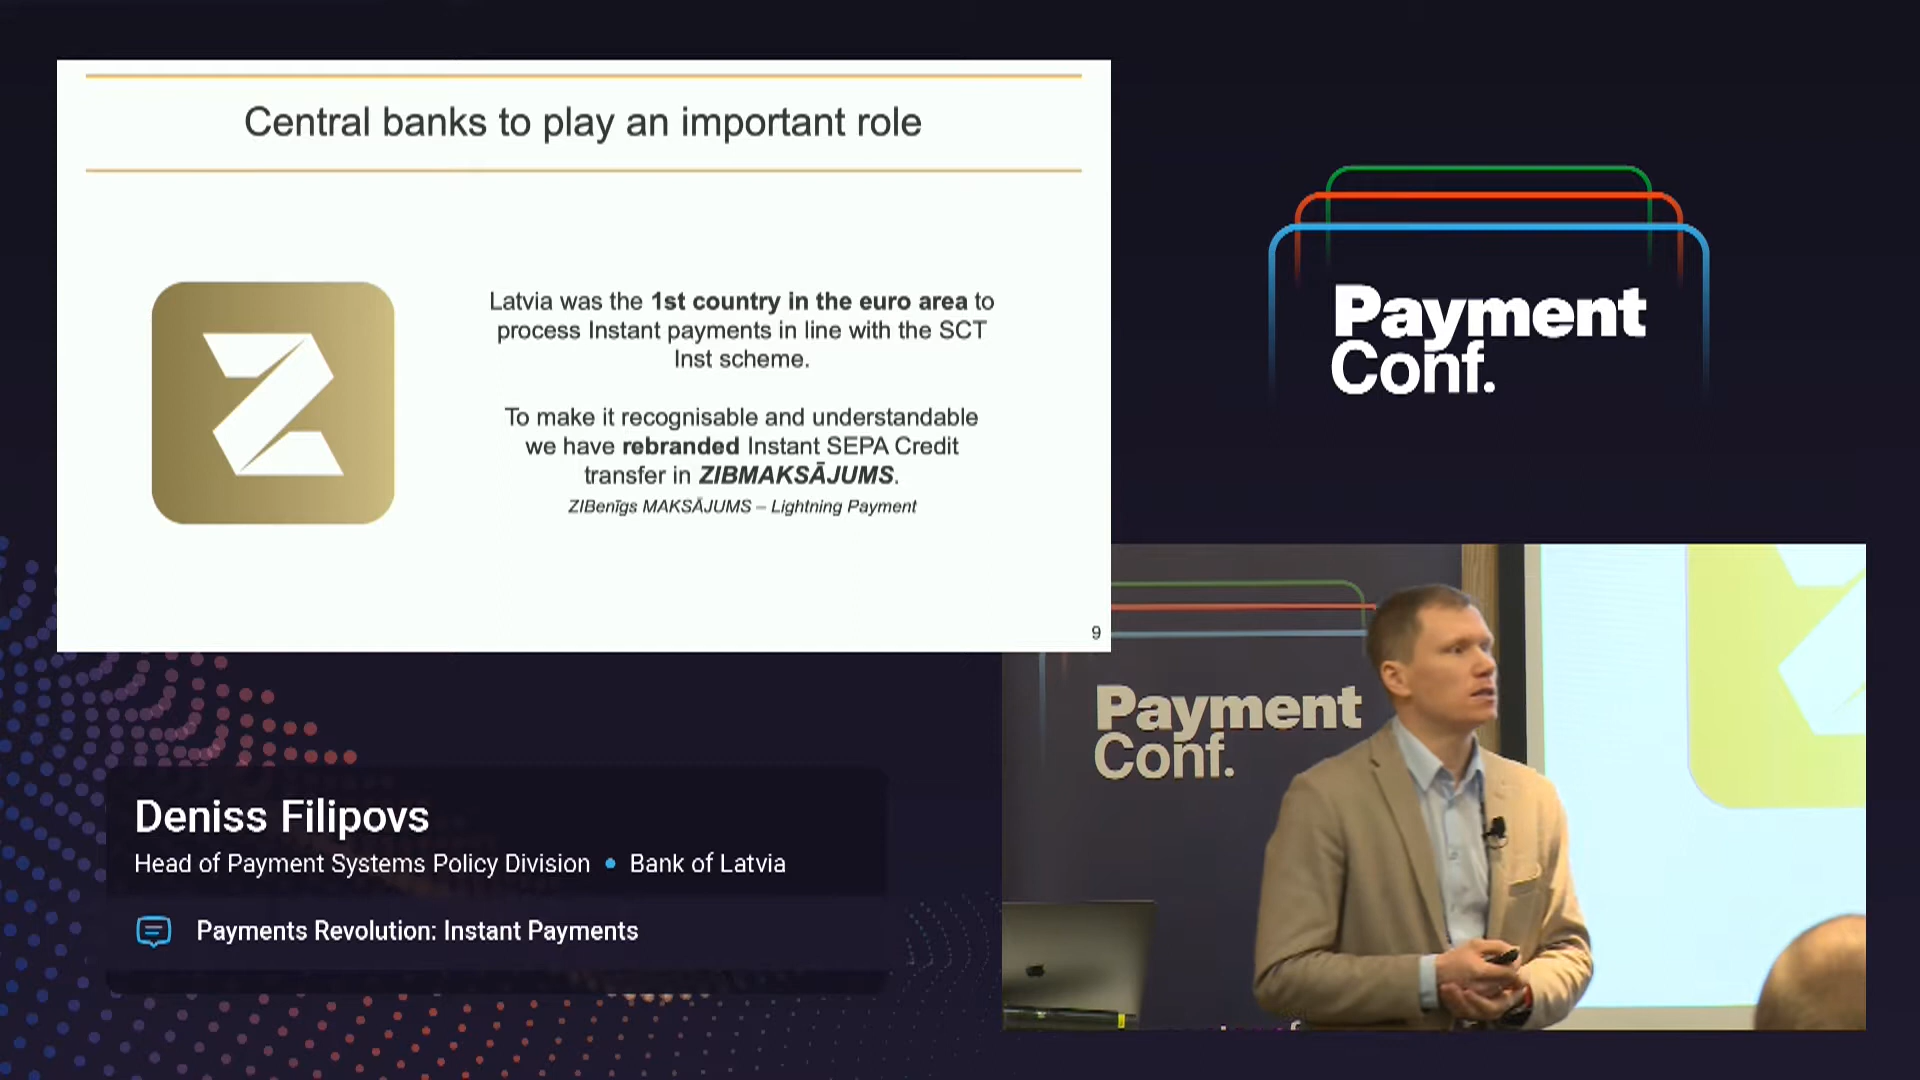 Central banks to play an important role
Latvia was the 1st country in the euro area to
process Instant payments in line with the SCT
Inst scheme.
To make it recognisable and understandable
we have rebranded Instant SEPA Credit
transfer in ZIBMAKSĀJUMS.
ZIBenīgs MAKSĀJUMS – Lightning Payment
9
Payment
Conf.
Payment
Conf.
Deniss Filipovs
Head of Payment Systems Policy Division • Bank of Latvia
Payments Revolution: Instant Payments